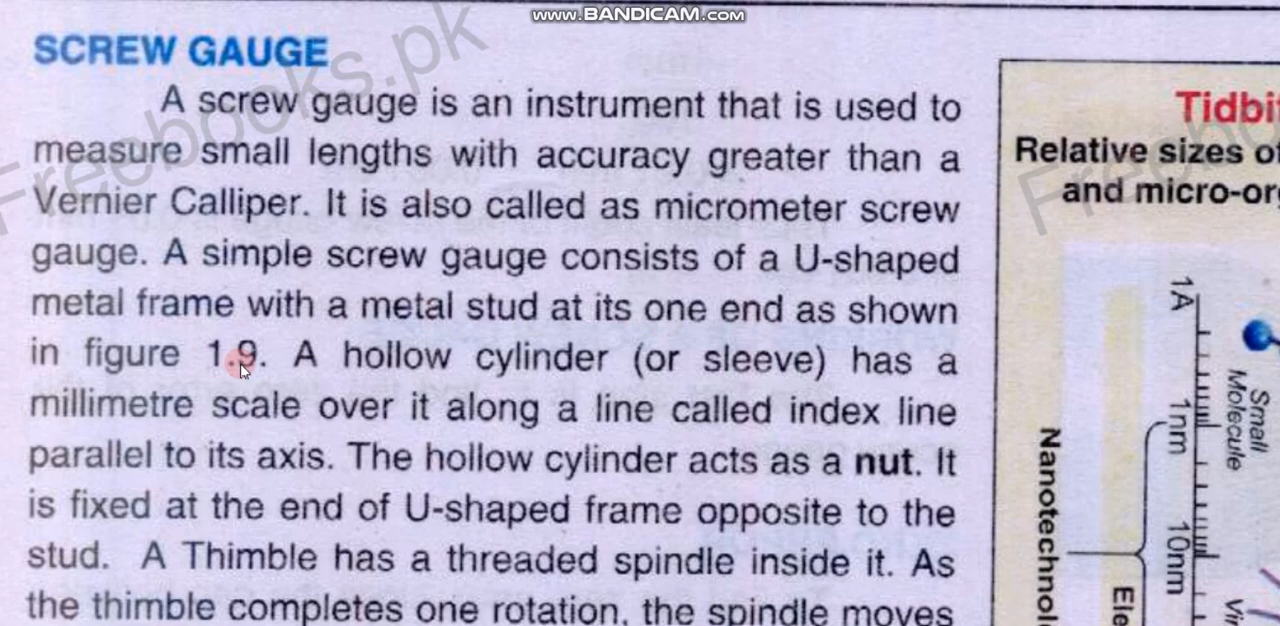 www.BANDICAM.com
SCREW GAUGE
A screw gauge is an instrument that is used to
measure small lengths with accuracy greater than a
Vernier Calliper. It is also called as micrometer screw
gauge. A simple screw gauge consists of a U-shaped
metal frame with a metal stud at its one end as shown
in figure 1.9. A hollow cylinder (or sleeve) has a
millimetre scale over it along a line called index line
parallel to its axis. The hollow cylinder acts as a nut. It
is fixed at the end of U-shaped frame opposite to the
stud. A Thimble has a threaded spindle inside it. As
the thimble completes one rotation, the spindle moves
Freebooks.pk
Relative sizes of
and micro-
1A
1nm
10nm
Small
Molecule